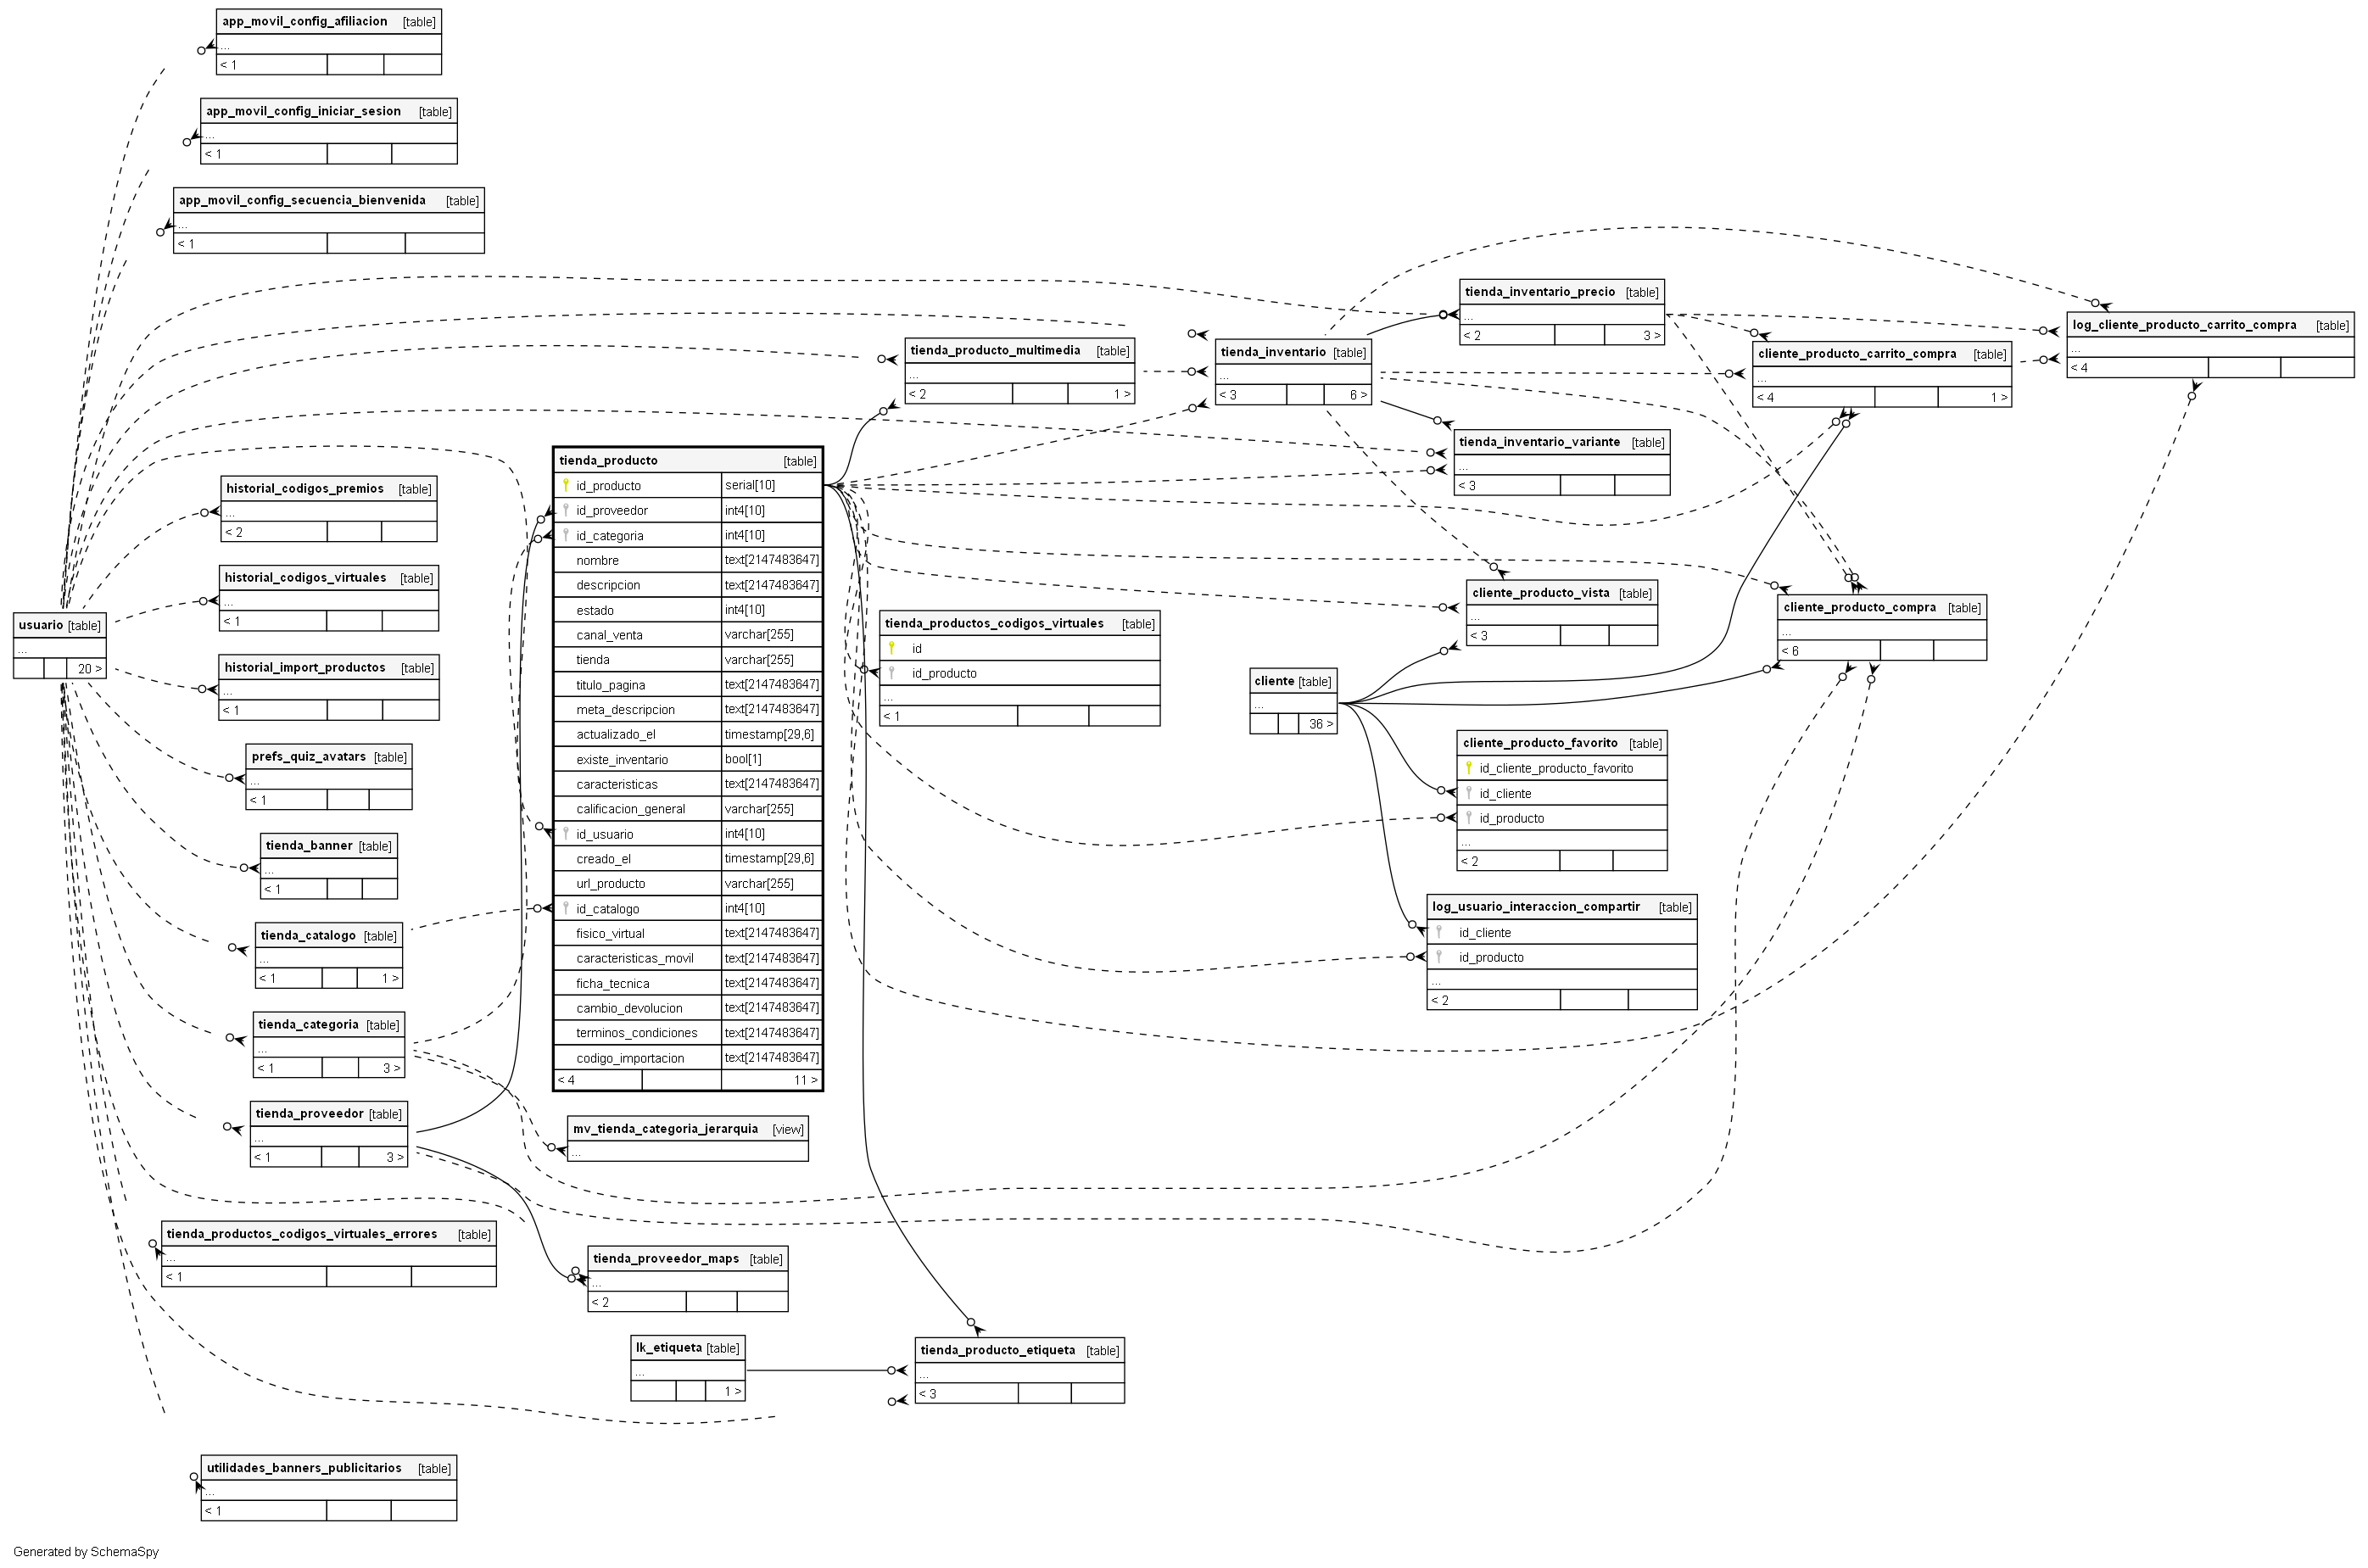 app_movil_config_afiliacion [table]
...
< 1
app_movil_config_iniciar_sesion [table]
...
< 1
app_movil_config_secuencia_bienvenida [table]
...
< 1
tienda_inventario_precio [table]
...
< 2 3 >
log_cliente_producto_carrito_compra [table]
...
< 4
tienda_producto_multimedia [table]
...
< 2 1 >
tienda_inventario [table]
...
< 3 6 >
cliente_producto_carrito_compra [table]
...
< 4 1 >
tienda_inventario_variante [table]
...
< 3
historial_codigos_premios [table]
...
< 2
historial_codigos_virtuales [table]
...
< 1
usuario [table]
...
20 >
historial_import_productos [table]
...
< 1
prefs_quiz_avatars [table]
...
< 1
tienda_banner [table]
...
< 1
tienda_catalogo [table]
...
< 1 1 >
tienda_categoria [table]
...
< 1 3 >
tienda_proveedor [table]
...
< 1 3 >
tienda_producto [table]
id_producto serial[10]
id_proveedor int4[10]
id_categoria int4[10]
nombre text[2147483647]
descripcion text[2147483647]
estado int4[10]
canal_venta varchar[255]
tienda varchar[255]
titulo_pagina text[2147483647]
meta_descripcion text[2147483647]
actualizado_el timestamp[29,6]
existe_inventario bool[1]
caracteristicas text[2147483647]
calificacion_general varchar[255]
id_usuario int4[10]
creado_el timestamp[29,6]
url_producto varchar[255]
id_catalogo int4[10]
fisico_virtual text[2147483647]
caracteristicas_movil text[2147483647]
ficha_tecnica text[2147483647]
cambio_devolucion text[2147483647]
terminos_condiciones text[2147483647]
codigo_importacion text[2147483647]
< 4 11 >
tienda_productos_codigos_virtuales [table]
id
id_producto
...
< 1
cliente_producto_vista [table]
...
< 3
cliente_producto_compra [table]
...
< 6
cliente [table]
...
36 >
cliente_producto_favorito [table]
id_cliente_producto_favorito
id_cliente
id_producto
...
< 2
log_usuario_interaccion_compartir [table]
id_cliente
id_producto
...
< 2
mv_tienda_categoria_jerarquia [view]
...
tienda_productos_codigos_virtuales_errores [table]
...
< 1
tienda_proveedor_maps [table]
...
< 2
lk_etiqueta [table]
...
1 >
tienda_producto_etiqueta [table]
...
< 3
utilidades_banners_publicitarios [table]
...
< 1
Generated by SchemaSpy